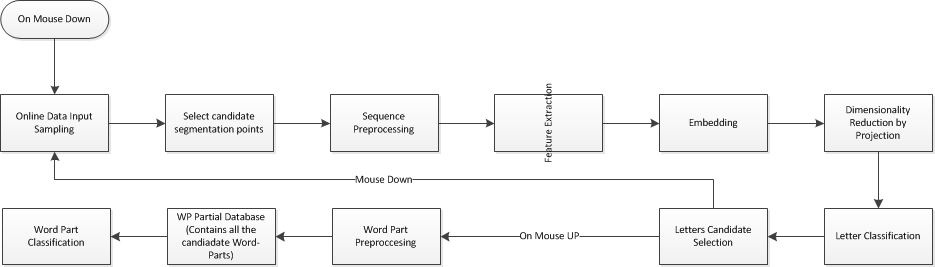 On Mouse Down
Online Data Input
Sampling
Select candidate
segmentation points
Sequence
Preprocessing
Feature Extraction
Embedding
Dimensionality
Reduction by
Projection
Mouse Down
Word Part
Classification
WP Partial Database
(Contains all the
candiadate Word-
Parts)
Word Part
Preproccesing
On Mouse UP
Letters Candidate
Selection
Letter Classification